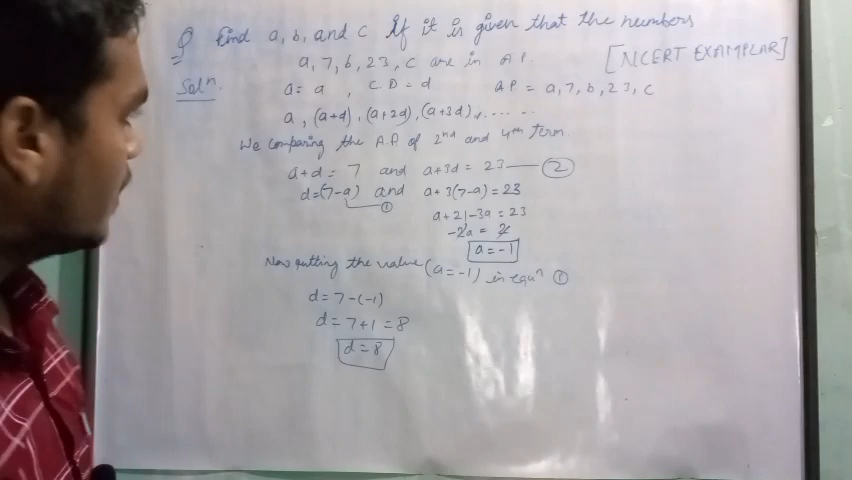 Q Find a, b, and c If it is given that the numbers
a, 7, b, 23, c are in AP. [NCERT EXAMPLAR]
Solⁿ. a = a , C.D = d AP = a, 7, b, 23, c
a, (a+d), (a+2d), (a+3d), .... ...
We comparing the A.P. of 2nd and 4th term.
a+d = 7 and a+3d = 23 —— ②
d=(7-a) and a+3(7-a) = 23
①
a+21-3a = 23
-2a = 2
a = -1
Now putting the value (a=-1) in equⁿ ①
d = 7-(-1)
d = 7+1 = 8
d = 8